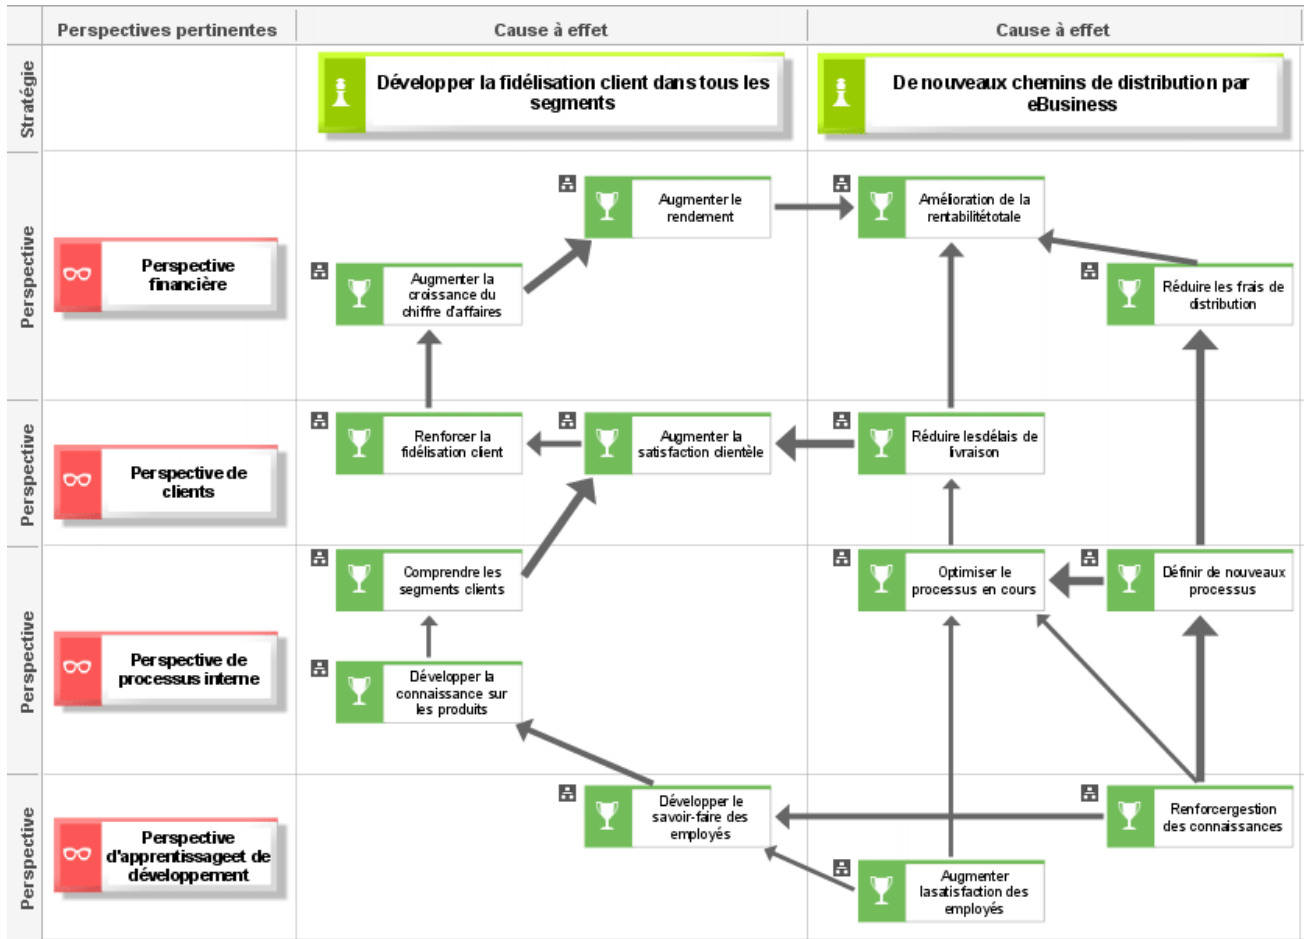 Perspectives pertinentes
Cause à effet
Cause à effet
Stratégie
Développer la fidélisation client dans tous les
segments
De nouveaux chemins de distribution par
eBusiness
Perspective
Perspective
financière
Augmenter le
rendement
Amélioration de la
rentabilitétotale
Augmenter la
croissance du
chiffre d'affaires
Réduire les frais de
distribution
Perspective
Perspective de
clients
Renforcer la
fidélisation client
Augmenter la
satisfaction clientèle
Réduire lesdélais de
livraison
Perspective
Perspective de
processus interne
Comprendre les
segments clients
Optimiser le
processus en cours
Définir de nouveaux
processus
Développer la
connaissance sur
les produits
Perspective
Perspective
d'apprentissageet de
développement
Développer le
savoir-faire des
employés
Renforcergestion
des connaissances
Augmenter
lasatisfaction des
employés